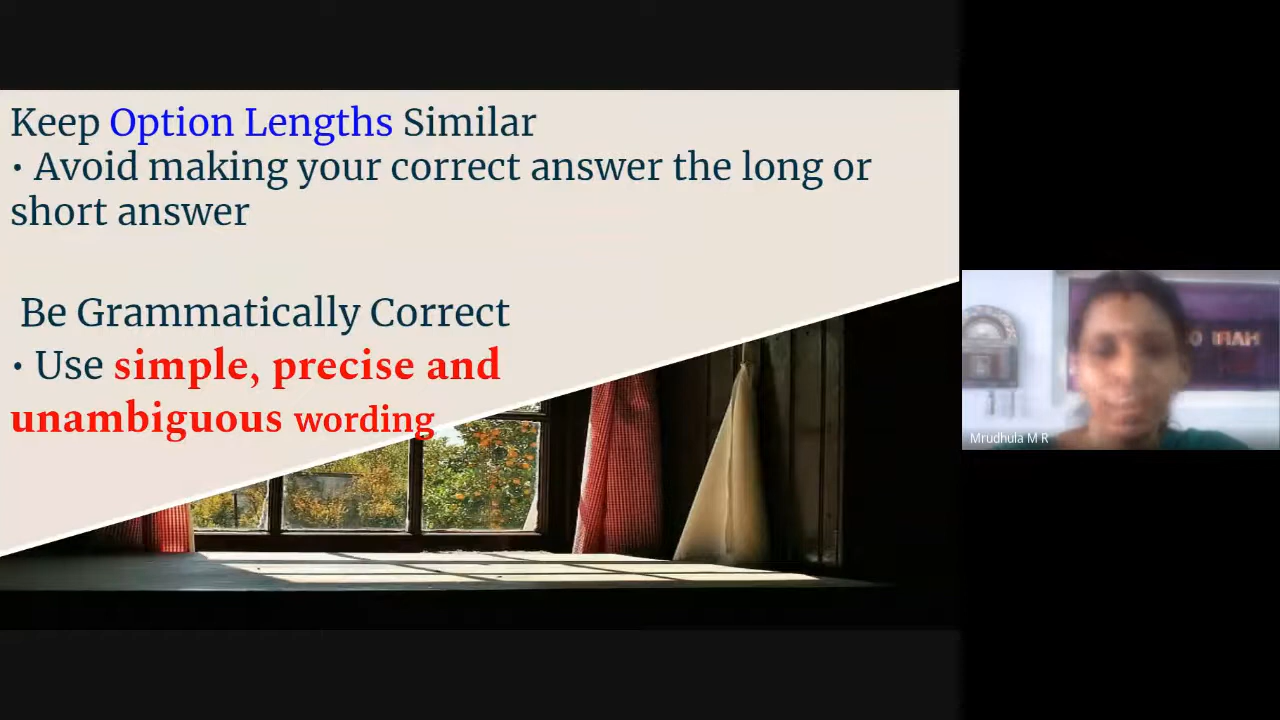 Keep Option Lengths Similar
• Avoid making your correct answer the long or
short answer
Be Grammatically Correct
• Use simple, precise and
unambiguous wording
Mrudhula M R